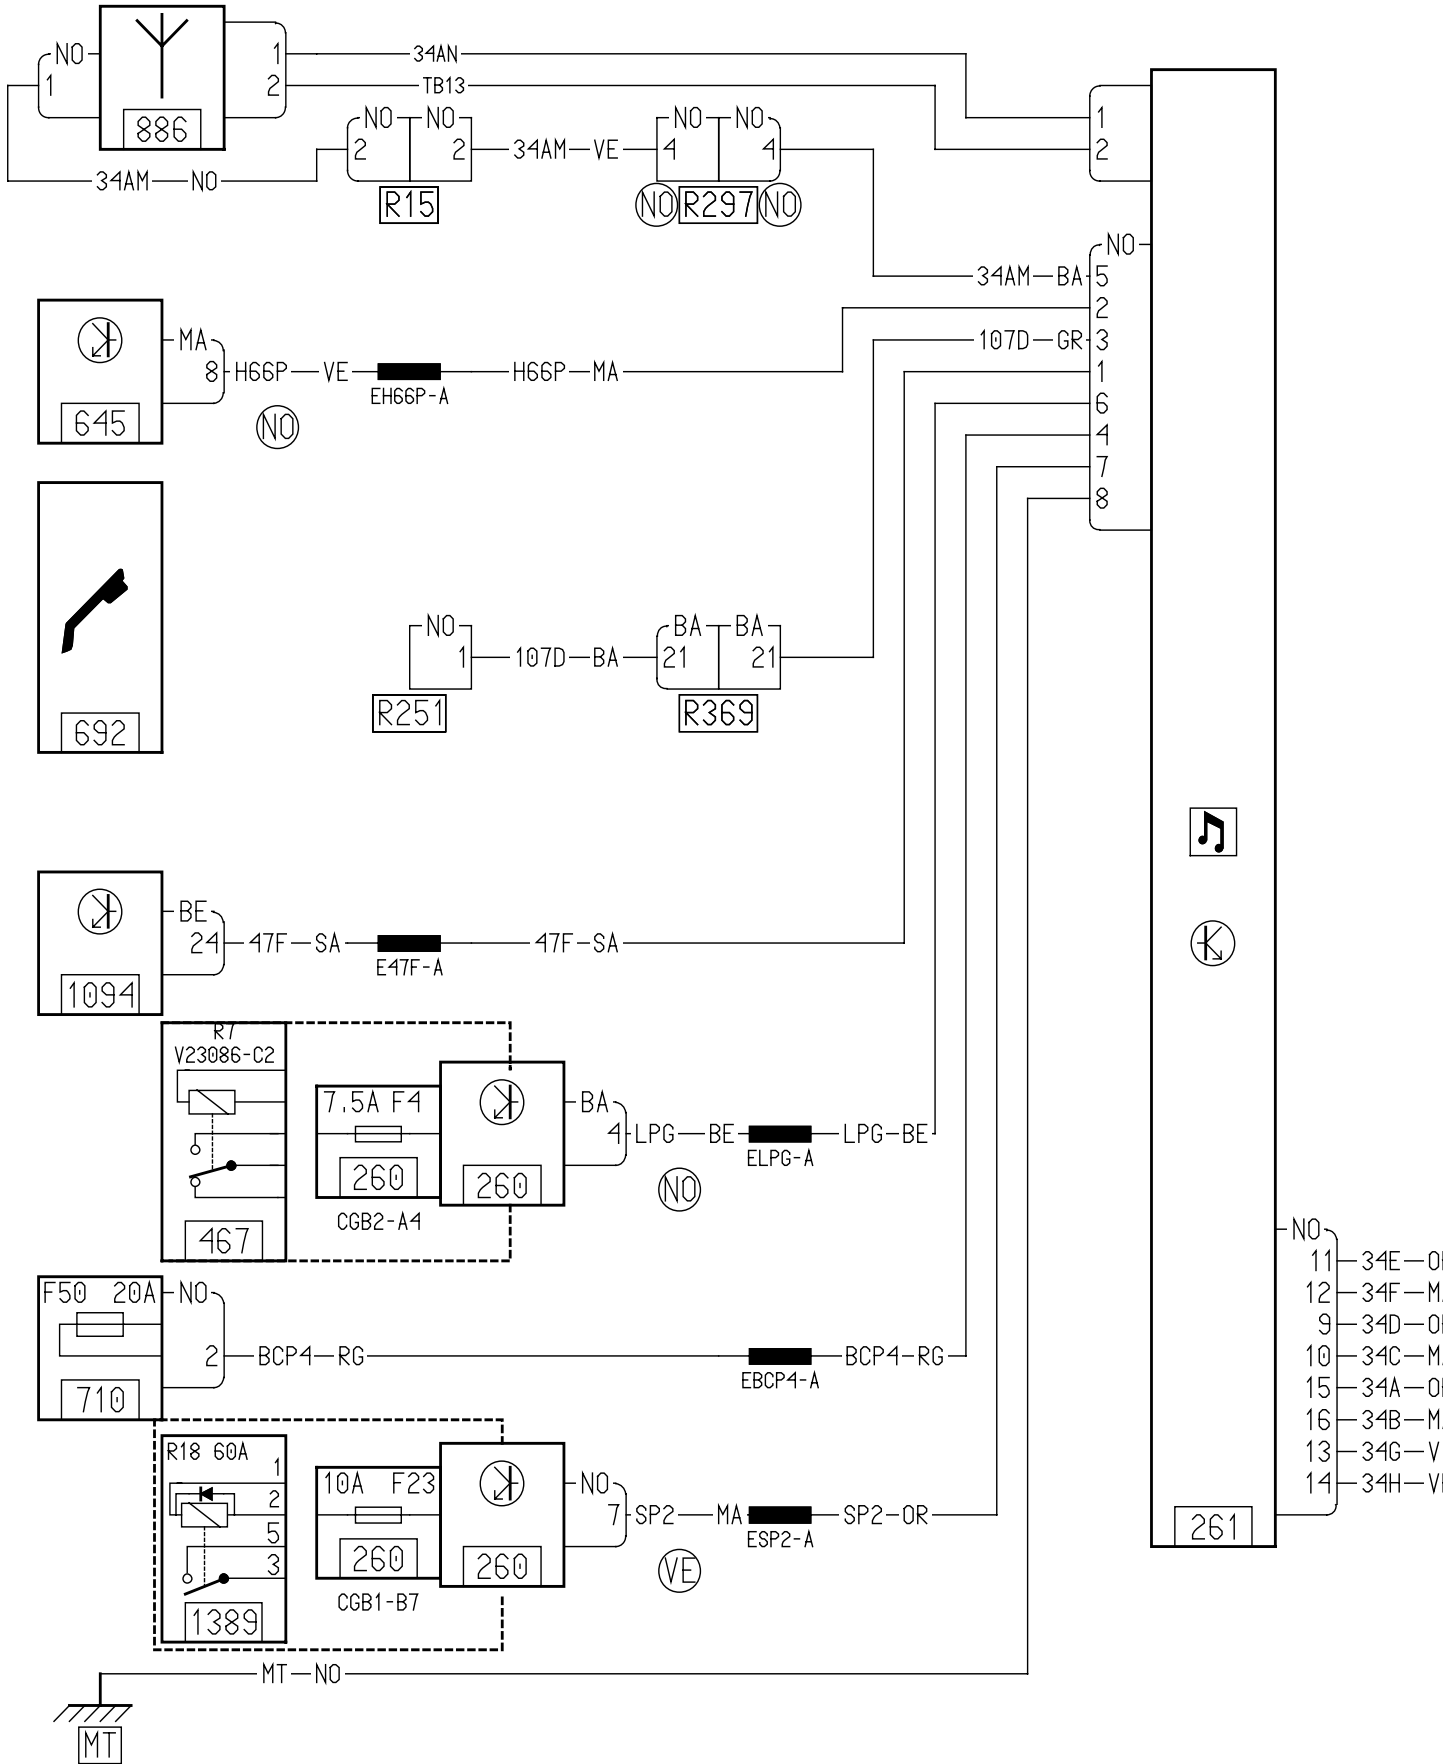 NO
1
1
2
886
34AN
TB13
34AM NO
NO NO
2 2
R15
34AM VE
NO NO
4 4
NO R297 NO
1
2
NO
34AM BA 5
2
107D GR 3
1
6
4
7
8
MA
8 H66P VE
EH66P-A
H66P MA
645
NO
692
NO
1
R251
107D BA
BA BA
21 21
R369
BE
24 47F SA
E47F-A
47F SA
1094
R7
V23086-C2
467
7.5A F4
260
CGB2-A4
260
BA
4 LPG BE
ELPG-A
LPG BE
NO
F50 20A NO
2 BCP4 RG
EBCP4-A
BCP4 RG
710
R18 60A
1
2
5
3
1389
10A F23
260
CGB1-B7
260
NO
7 SP2 MA
ESP2-A
SP2 OR
VE
MT NO
MT
NO
11 34E
12 34F
9 34D
10 34C
15 34A
16 34B
13 34G
14 34H
261